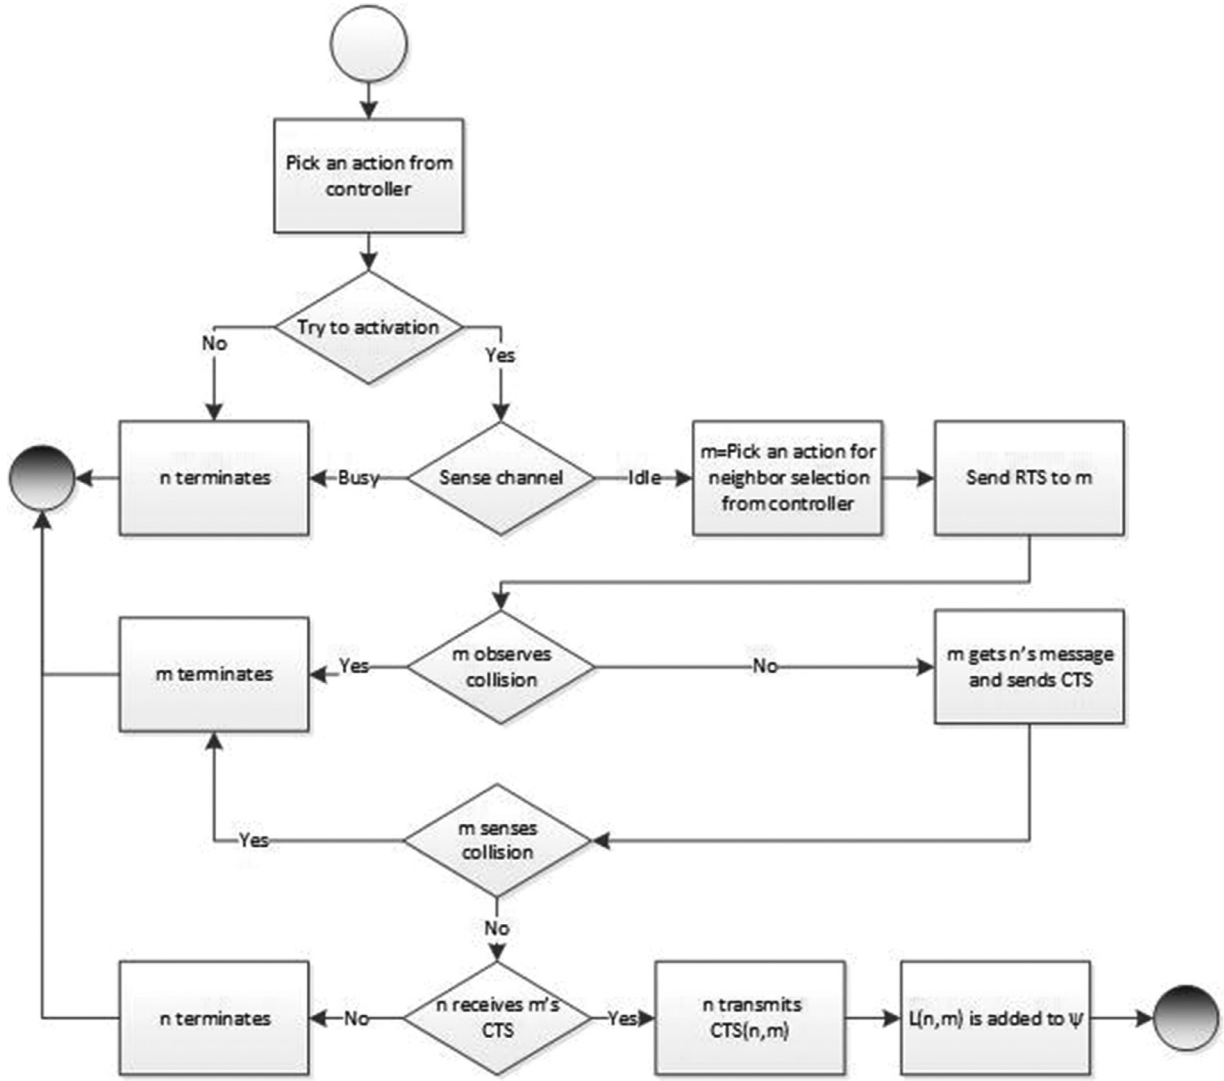 Pick an action from
controller
Try to activation
No
Yes
n terminates
Busy
Sense channel
Idle
m=Pick an action for
neighbor selection
from controller
Send RTS to m
m terminates
Yes
m observes
collision
No
m gets n's message
and sends CTS
Yes
m senses
collision
No
n terminates
No
n receives m's
CTS
Yes
n transmits
CTS(n,m)
L(n,m) is added to ψ